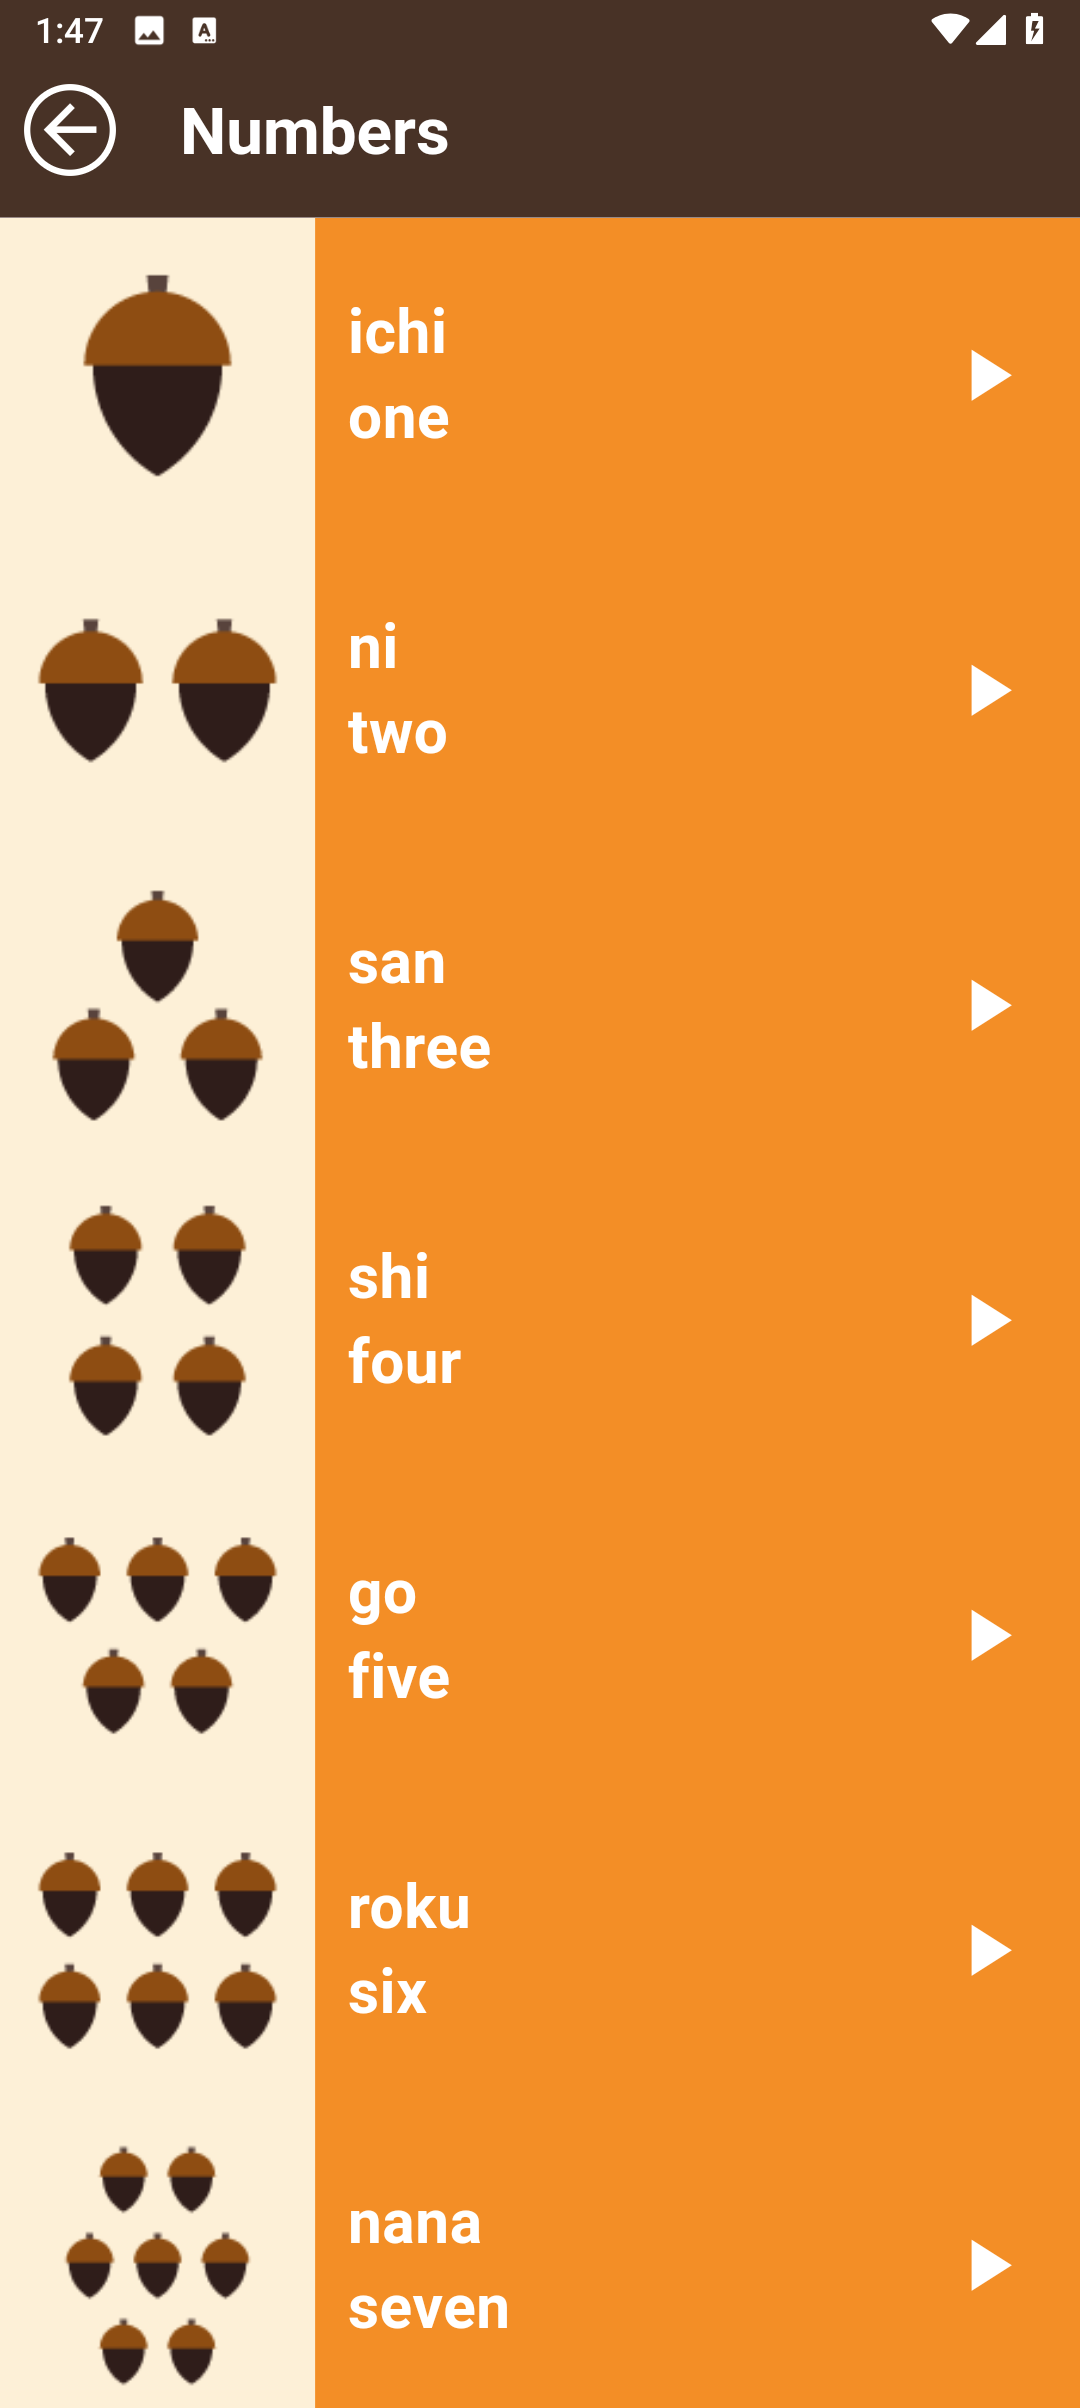 1:47
Numbers
ichi
one
ni
two
san
three
shi
four
go
five
roku
six
nana
seven